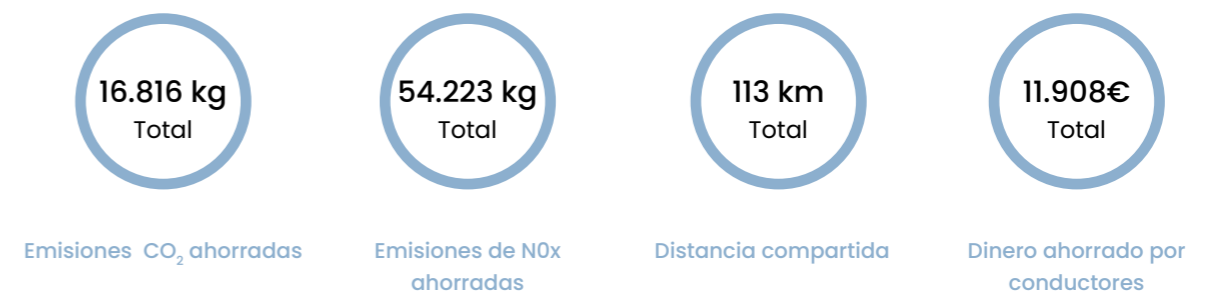 16.816 kg
Total
Emisiones CO₂ ahorradas
54.223 kg
Total
Emisiones de N0x
ahorradas
113 km
Total
Distancia compartida
11.908€
Total
Dinero ahorrado por
conductores